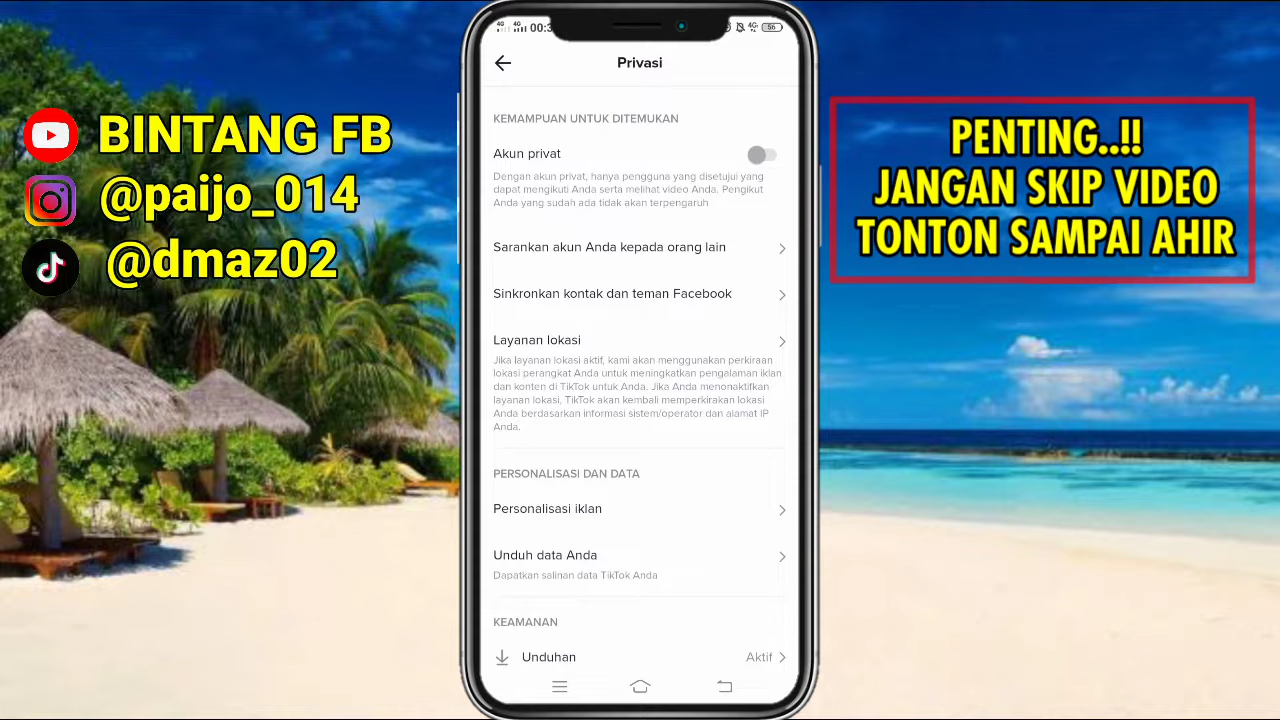 BINTANG FB
@paijo_014
@dmaz02
4G 4G
4G 56
Privasi
KEMAMPUAN UNTUK DITEMUKAN
Akun privat
Dengan akun privat, hanya pengguna yang disetujui yang
dapat mengikuti Anda serta melihat video Anda. Pengikut
Anda yang sudah ada tidak akan terpengaruh
Sarankan akun Anda kepada orang lain
Sinkronkan kontak dan teman Facebook
Layanan lokasi
Jika layanan lokasi aktif, kami akan menggunakan perkiraan
lokasi perangkat Anda untuk meningkatkan pengalaman iklan
dan konten di TikTok untuk Anda. Jika Anda menonaktifkan
layanan lokasi, TikTok akan kembali memperkirakan lokasi
Anda berdasarkan informasi sistem/operator dan alamat IP
Anda.
PERSONALISASI DAN DATA
Personalisasi iklan
Unduh data Anda
Dapatkan salinan data TikTok Anda
KEAMANAN
Unduhan Aktif
PENTING..!!
JANGAN SKIP VIDEO
TONTON SAMPAI AHIR